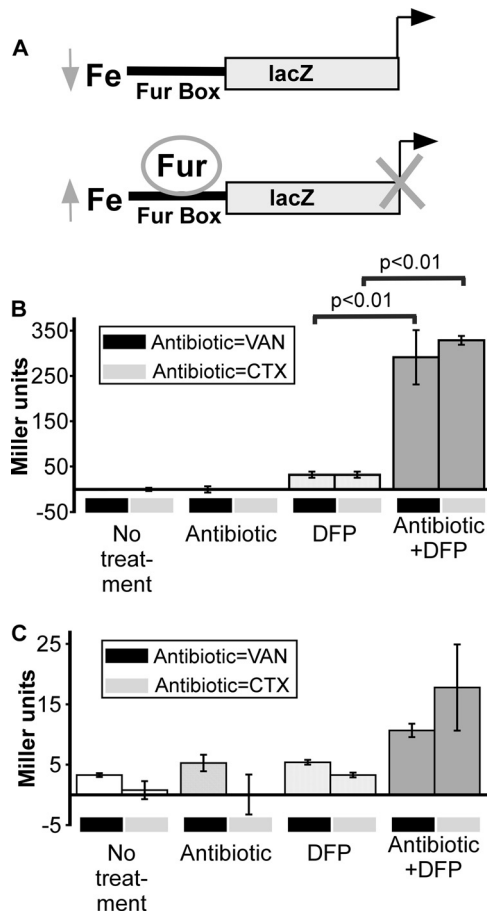 A
Fe
lacZ
Fur Box
Fur
Fe
lacZ
Fur Box
p<0.01
p<0.01
B
350
250
150
50
-50
Miller units
Antibiotic=VAN
Antibiotic=CTX
No
treat-
ment
Antibiotic
DFP
Antibiotic
+DFP
C
25
15
5
-5
Miller units
Antibiotic=VAN
Antibiotic=CTX
No
treat-
ment
Antibiotic
DFP
Antibiotic
+DFP